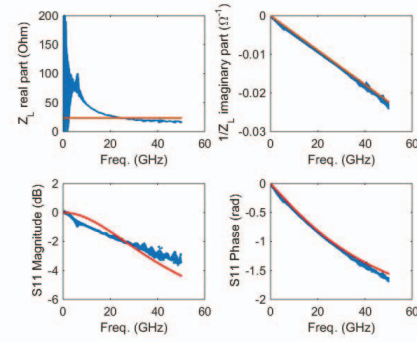 Z_L real part (Ohm)
200
150
100
50
0
0 20 40 60
Freq. (GHz)
1/Z_L imaginary part (Ω⁻¹)
0
-0.01
-0.02
-0.03
0 20 40 60
Freq. (GHz)
S11 Magnitude (dB)
2
0
-2
-4
-6
0 20 40 60
Freq. (GHz)
S11 Phase (rad)
0
-0.5
-1
-1.5
-2
0 20 40 60
Freq. (GHz)